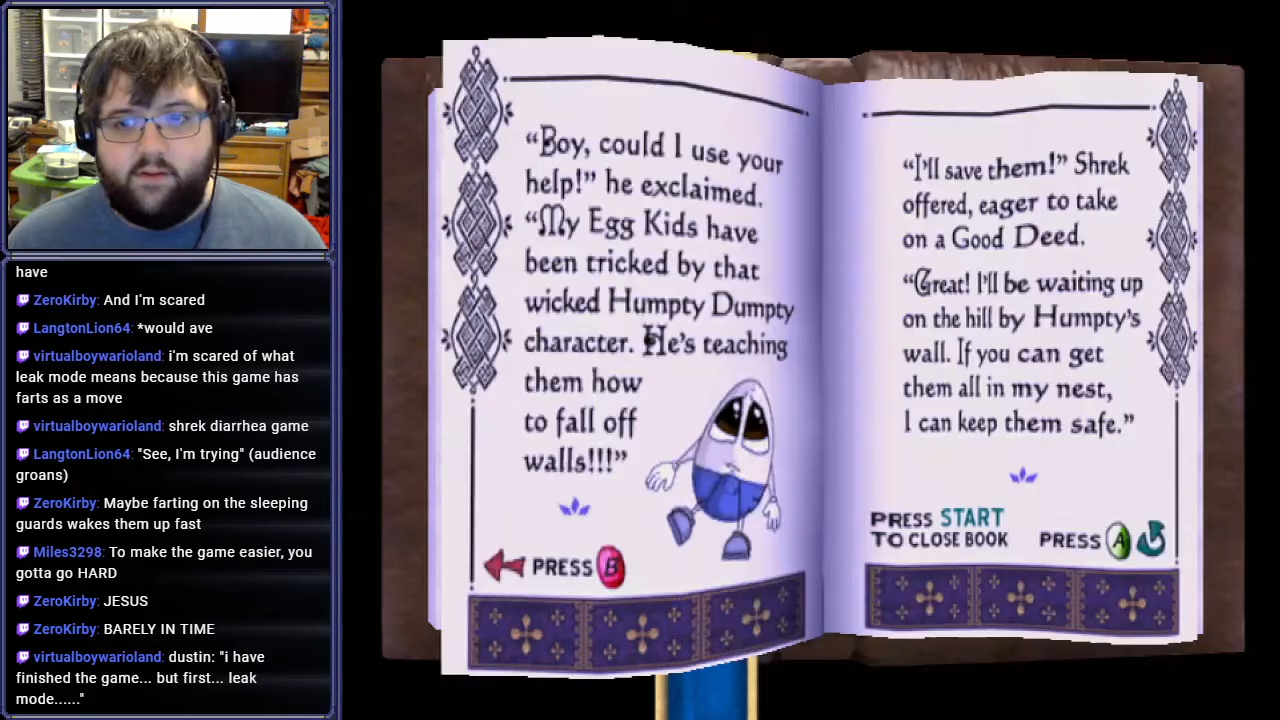 have
ZeroKirby: And I'm scared
LangtonLion64: *would ave
virtualboywarioland: i'm scared of what
leak mode means because this game has
farts as a move
virtualboywarioland: shrek diarrhea game
LangtonLion64: "See, I'm trying" (audience
groans)
ZeroKirby: Maybe farting on the sleeping
guards wakes them up fast
Miles3298: To make the game easier, you
gotta go HARD
ZeroKirby: JESUS
ZeroKirby: BARELY IN TIME
virtualboywarioland: dustin: "i have
finished the game... but first... leak
mode......"
“Boy, could I use your
help!” he exclaimed.
“My Egg Kids have
been tricked by that
wicked Humpty Dumpty
character. He's teaching
them how
to fall off
walls!!!”
PRESS B
“I'll save them!” Shrek
offered, eager to take
on a Good Deed.
“Great! I'll be waiting up
on the hill by Humpty's
wall. If you can get
them all in my nest,
I can keep them safe.”
PRESS START
TO CLOSE BOOK
PRESS A